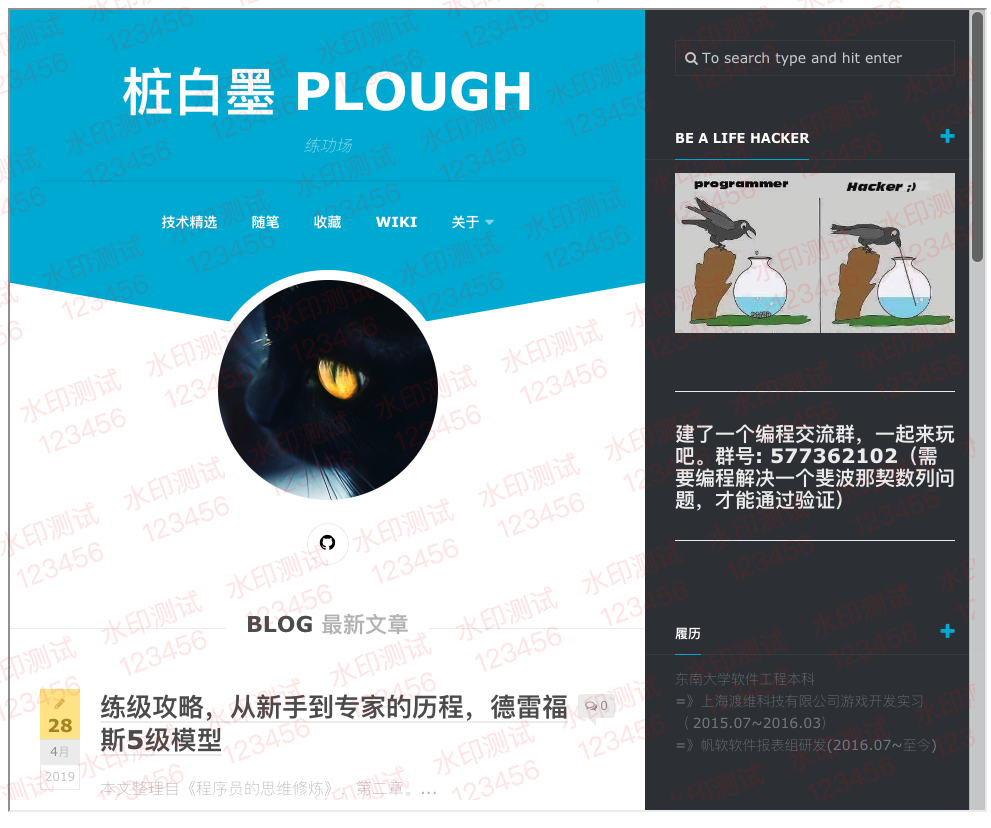 桩白墨 PLOUGH
练功场
技术精选 随笔 收藏 WIKI 关于
BLOG 最新文章
28
4月
2019
练级攻略，从新手到专家的历程，德雷福
斯5级模型
0
本文整理自《程序员的思维修炼》，第二章。...
To search type and hit enter
BE A LIFE HACKER
programmer
Hacker ;)
建了一个编程交流群，一起来玩
吧。群号: 577362102（需
要编程解决一个斐波那契数列问
题，才能通过验证）
履历
东南大学软件工程本科
=》上海渡维科技有限公司游戏开发实习
（2015.07~2016.03）
=》帆软软件报表组研发(2016.07~至今)
水印测试
123456